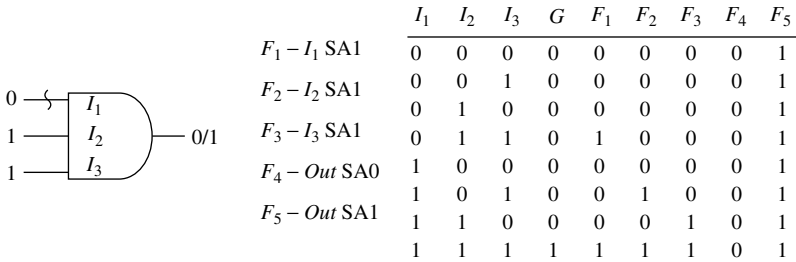 0 I₁
1 I₂ 0/1
1 I₃
F₁ – I₁ SA1
F₂ – I₂ SA1
F₃ – I₃ SA1
F₄ – Out SA0
F₅ – Out SA1
I₁ I₂ I₃ G F₁ F₂ F₃ F₄ F₅
0 0 0 0 0 0 0 0 1
0 0 1 0 0 0 0 0 1
0 1 0 0 0 0 0 0 1
0 1 1 0 1 0 0 0 1
1 0 0 0 0 0 0 0 1
1 0 1 0 0 1 0 0 1
1 1 0 0 0 0 1 0 1
1 1 1 1 1 1 1 0 1